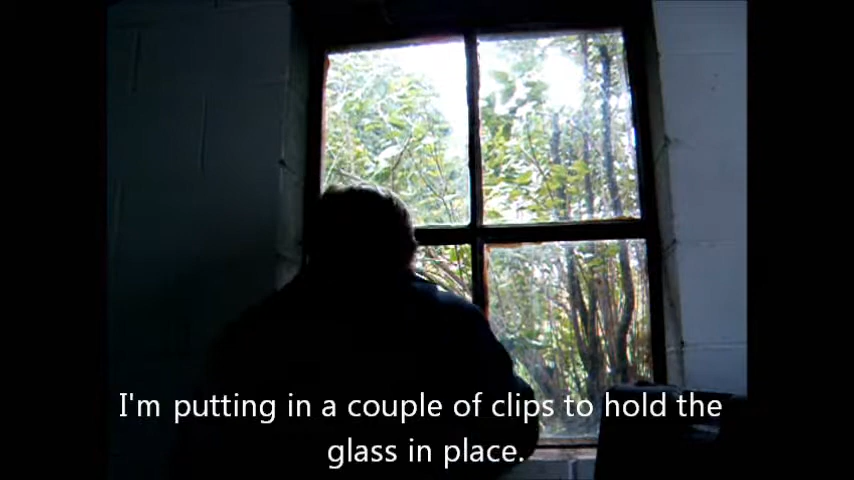 I'm putting in a couple of clips to hold the
glass in place.